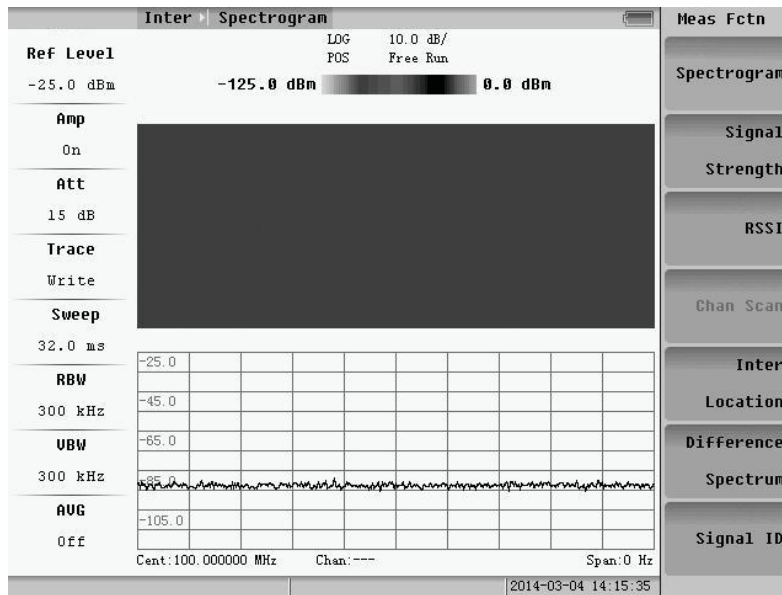 Inter Spectrogram
Meas Fctn
Ref Level
-25.0 dBm
Amp
On
Att
15 dB
Trace
Write
Sweep
32.0 ms
RBW
300 kHz
VBW
300 kHz
AVG
Off
LOG 10.0 dB/
POS Free Run
-125.0 dBm 0.0 dBm
-25.0
-45.0
-65.0
-85.0
-105.0
Cent:100.000000 MHz Chan:--- Span:0 Hz
2014-03-04 14:15:35
Spectrogram
Signal
Strength
RSSI
Chan Scan
Inter
Location
Difference
Spectrum
Signal ID